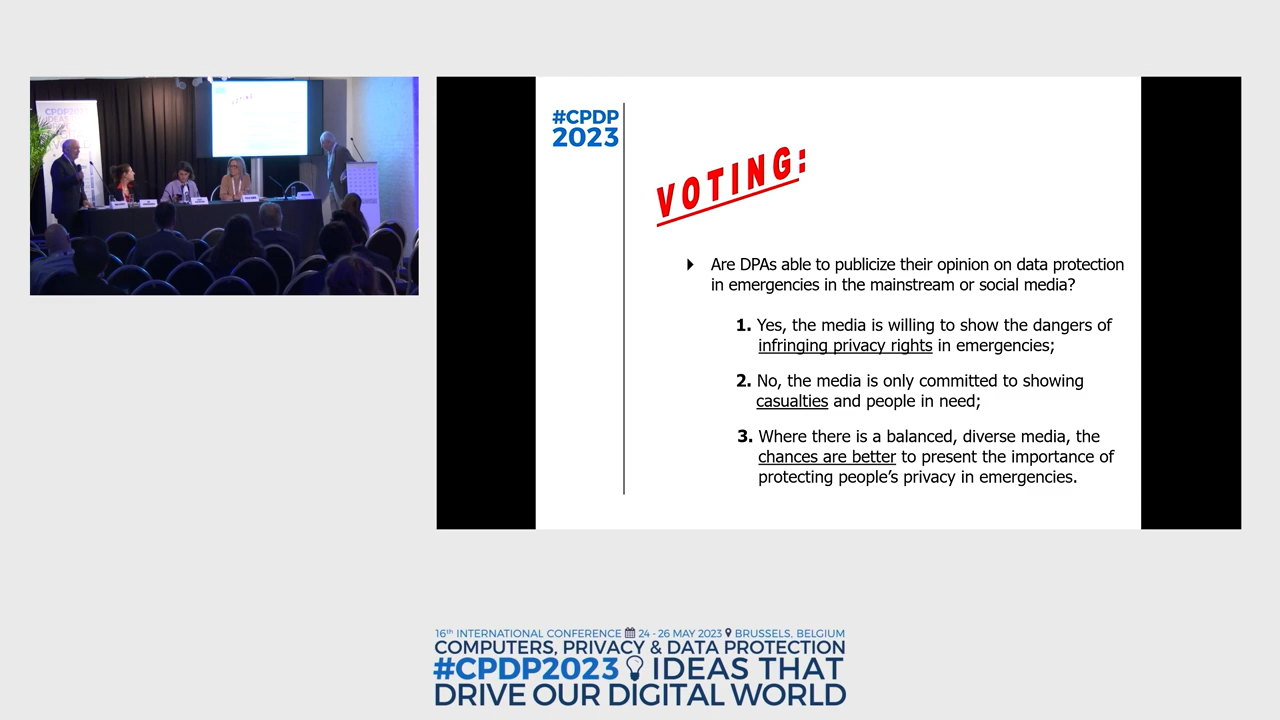 #CPDP
2023
VOTING:
Are DPAs able to publicize their opinion on data protection
in emergencies in the mainstream or social media?
1. Yes, the media is willing to show the dangers of
infringing privacy rights in emergencies;
2. No, the media is only committed to showing
casualties and people in need;
3. Where there is a balanced, diverse media, the
chances are better to present the importance of
protecting people’s privacy in emergencies.
16th INTERNATIONAL CONFERENCE 24 - 26 MAY 2023 BRUSSELS, BELGIUM
COMPUTERS, PRIVACY & DATA PROTECTION
#CPDP2023 IDEAS THAT
DRIVE OUR DIGITAL WORLD